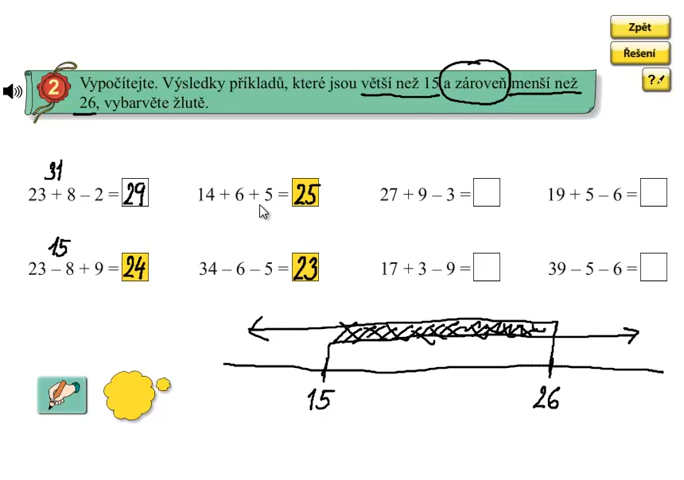 Zpět
Řešení
?
2 Vypočítejte. Výsledky příkladů, které jsou větší než 15 a zároveň menší než
26, vybarvěte žlutě.
31
23 + 8 – 2 = 29 14 + 6 + 5 = 25 27 + 9 – 3 = 19 + 5 – 6 =
15
23 – 8 + 9 = 24 34 – 6 – 5 = 23 17 + 3 – 9 = 39 – 5 – 6 =
15 26